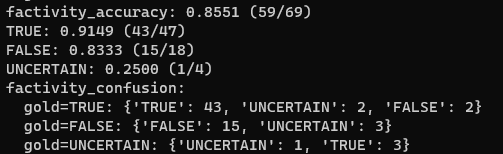 factivity_accuracy: 0.8551 (59/69)
TRUE: 0.9149 (43/47)
FALSE: 0.8333 (15/18)
UNCERTAIN: 0.2500 (1/4)
factivity_confusion:
  gold=TRUE: {'TRUE': 43, 'UNCERTAIN': 2, 'FALSE': 2}
  gold=FALSE: {'FALSE': 15, 'UNCERTAIN': 3}
  gold=UNCERTAIN: {'UNCERTAIN': 1, 'TRUE': 3}